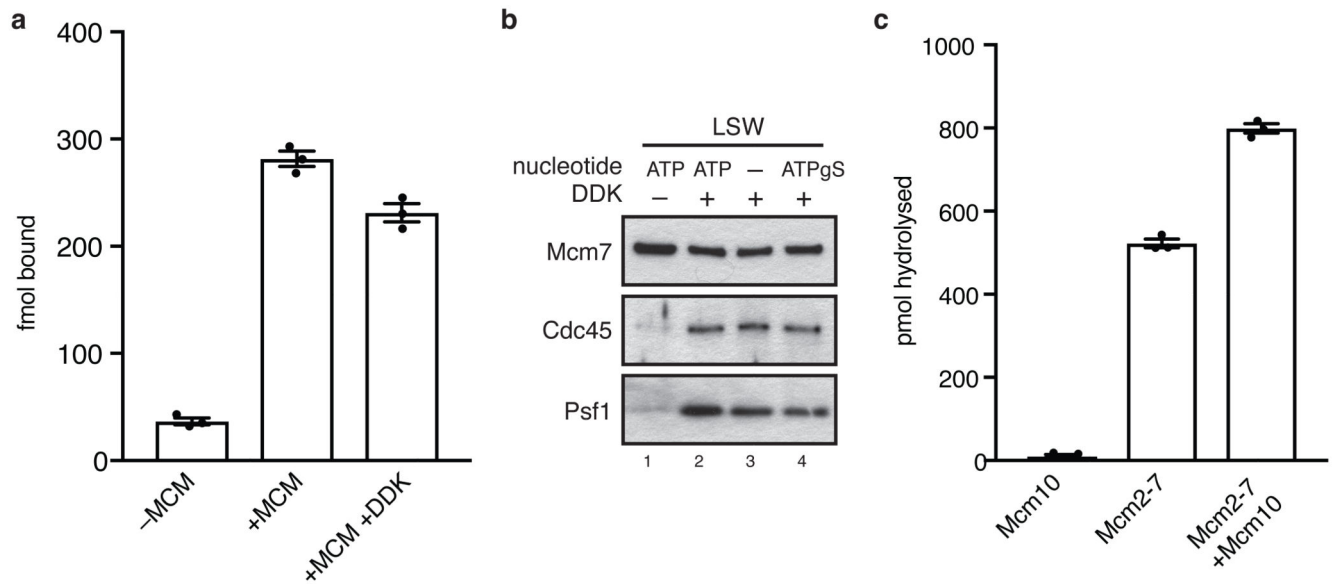 a
400
300
200
100
0
fmol bound
–MCM
+MCM
+MCM +DDK
b
LSW
nucleotide ATP ATP – ATPgS
DDK – + + +
Mcm7
Cdc45
Psf1
1 2 3 4
c
1000
800
600
400
200
0
pmol hydrolysed
Mcm10
Mcm2-7
Mcm2-7
+Mcm10